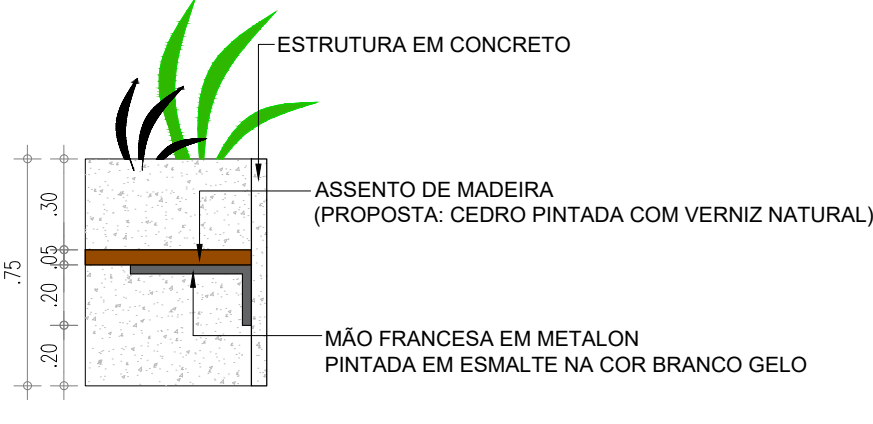 ESTRUTURA EM CONCRETO
ASSENTO DE MADEIRA
(PROPOSTA: CEDRO PINTADA COM VERNIZ NATURAL)
MÃO FRANCESA EM METALON
PINTADA EM ESMALTE NA COR BRANCO GELO
.75
.30
.05
.20
.20